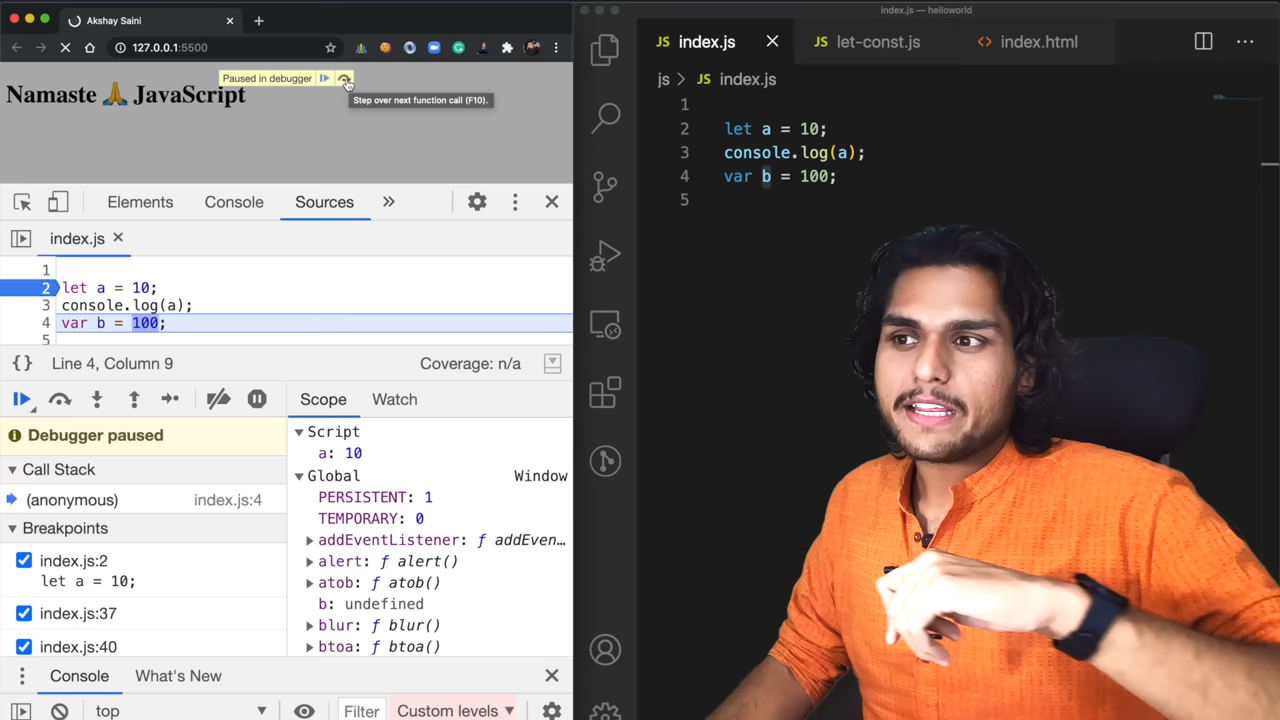 Akshay Saini
127.0.0.1:5500
Paused in debugger
Step over next function call (F10).
Namaste 🙏 JavaScript
Elements Console Sources
index.js
1
2 let a = 10;
3 console.log(a);
4 var b = 100;
5
{} Line 4, Column 9 Coverage: n/a
Debugger paused
Call Stack
(anonymous) index.js:4
Breakpoints
index.js:2
let a = 10;
index.js:37
index.js:40
Scope Watch
Script
a: 10
Global Window
PERSISTENT: 1
TEMPORARY: 0
addEventListener: ƒ addEven…
alert: ƒ alert()
atob: ƒ atob()
b: undefined
blur: ƒ blur()
btoa: ƒ btoa()
Console What's New
top Filter Custom levels
index.js — helloworld
JS index.js JS let-const.js <> index.html
js > JS index.js
1
2 let a = 10;
3 console.log(a);
4 var b = 100;
5